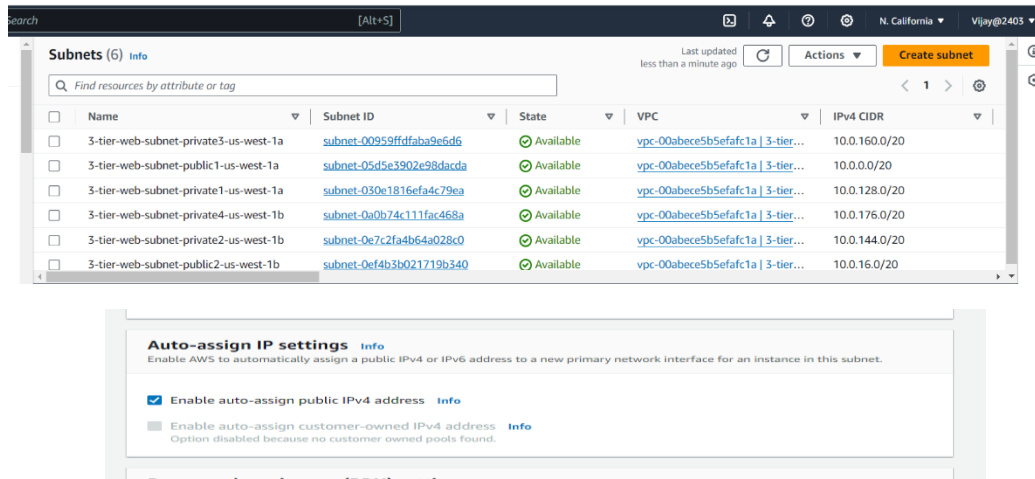 Search [Alt+S] N. California ▼ Vijay@2403 ▼
Subnets (6) Info Last updated less than a minute ago Actions ▼ Create subnet
Find resources by attribute or tag 1
Name Subnet ID State VPC IPv4 CIDR
3-tier-web-subnet-private3-us-west-1a subnet-00959ffdfaba9e6d6 Available vpc-00abece5b5efafc1a | 3-tier... 10.0.160.0/20
3-tier-web-subnet-public1-us-west-1a subnet-05d5e3902e98dacda Available vpc-00abece5b5efafc1a | 3-tier... 10.0.0.0/20
3-tier-web-subnet-private1-us-west-1a subnet-030e1816efa4c79ea Available vpc-00abece5b5efafc1a | 3-tier... 10.0.128.0/20
3-tier-web-subnet-private4-us-west-1b subnet-0a0b74c111fac468a Available vpc-00abece5b5efafc1a | 3-tier... 10.0.176.0/20
3-tier-web-subnet-private2-us-west-1b subnet-0e7c2fa4b64a028c0 Available vpc-00abece5b5efafc1a | 3-tier... 10.0.144.0/20
3-tier-web-subnet-public2-us-west-1b subnet-0ef4b3b021719b340 Available vpc-00abece5b5efafc1a | 3-tier... 10.0.16.0/20
Auto-assign IP settings Info
Enable AWS to automatically assign a public IPv4 or IPv6 address to a new primary network interface for an instance in this subnet.
Enable auto-assign public IPv4 address Info
Enable auto-assign customer-owned IPv4 address Info
Option disabled because no customer owned pools found.